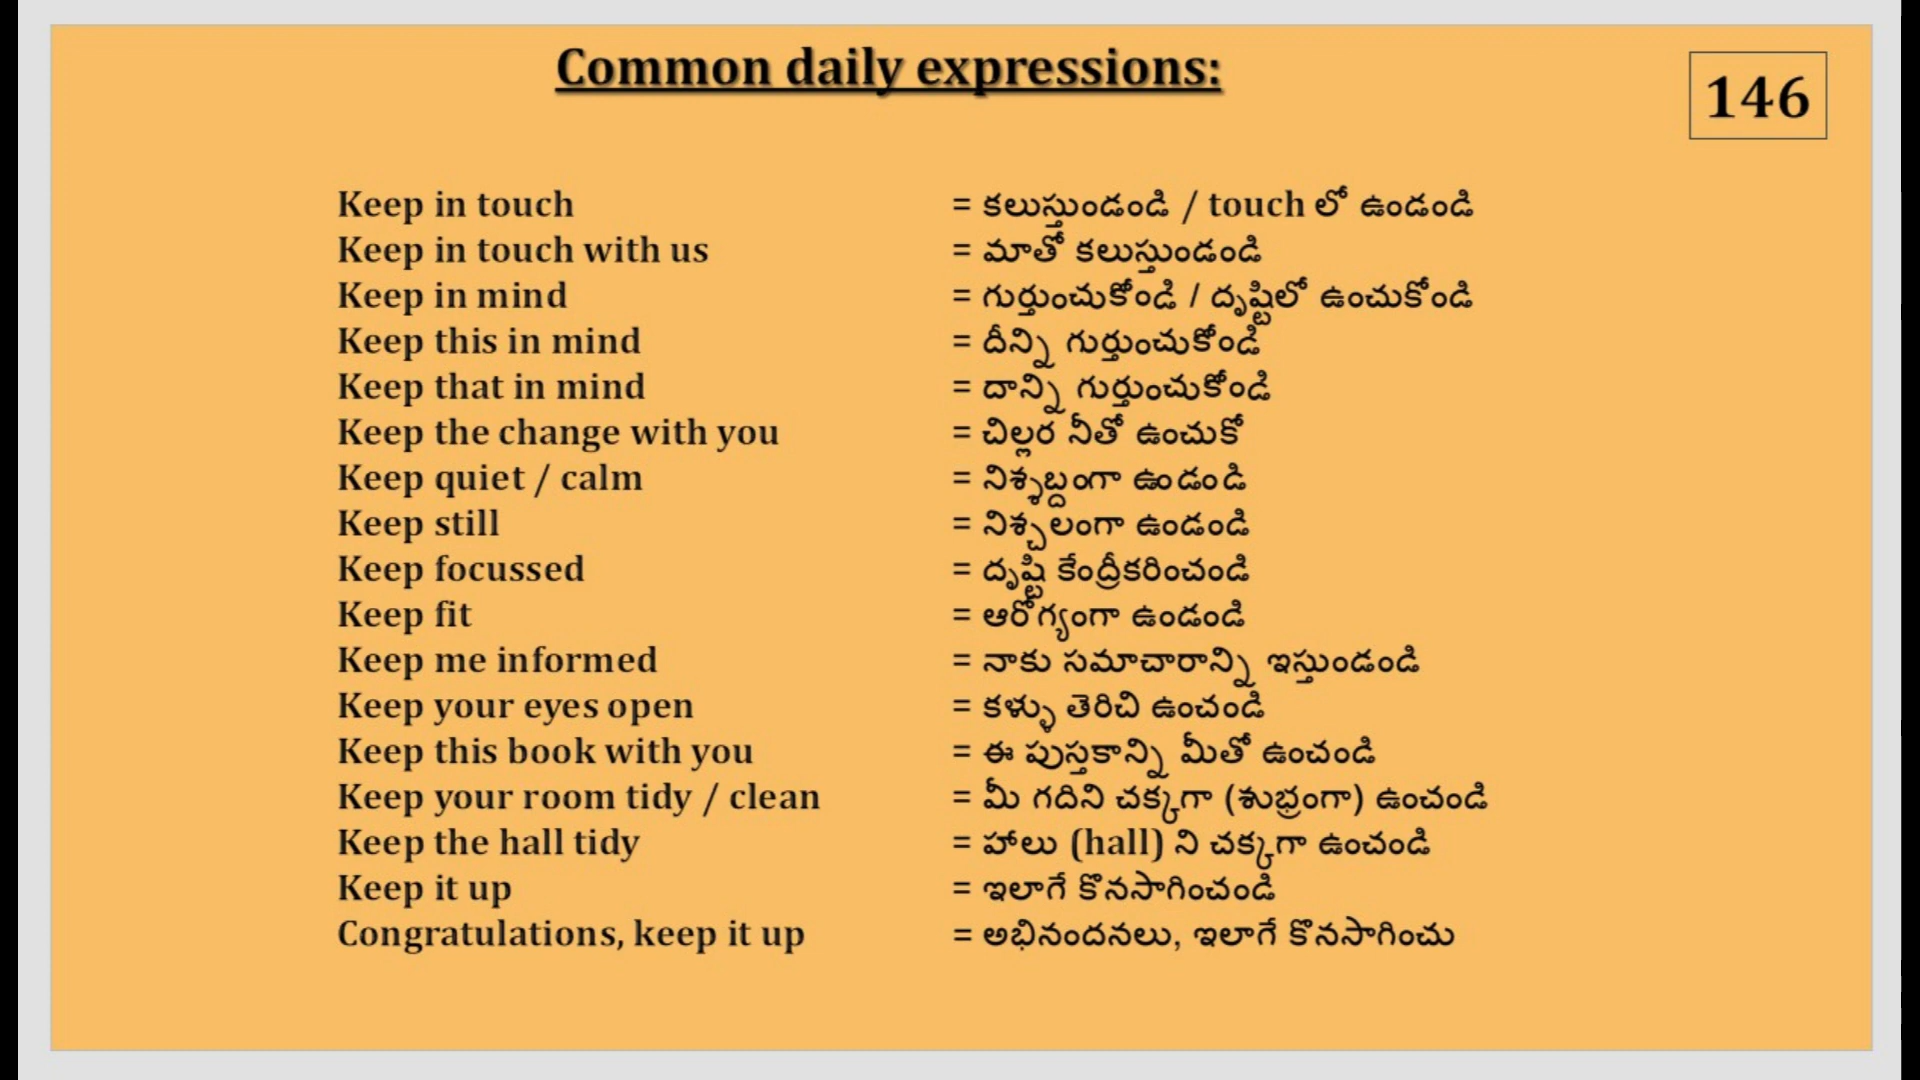 Common daily expressions:
146
Keep in touch = కలుస్తుండండి / touch లో ఉండండి
Keep in touch with us = మాతో కలుస్తుండండి
Keep in mind = గుర్తుంచుకోండి / దృష్టిలో ఉంచుకోండి
Keep this in mind = దీన్ని గుర్తుంచుకోండి
Keep that in mind = దాన్ని గుర్తుంచుకోండి
Keep the change with you = చిల్లర నీతో ఉంచుకో
Keep quiet / calm = నిశ్శబ్దంగా ఉండండి
Keep still = నిశ్చలంగా ఉండండి
Keep focussed = దృష్టి కేంద్రీకరించండి
Keep fit = ఆరోగ్యంగా ఉండండి
Keep me informed = నాకు సమాచారాన్ని ఇస్తుండండి
Keep your eyes open = కళ్ళు తెరిచి ఉంచండి
Keep this book with you = ఈ పుస్తకాన్ని మీతో ఉంచండి
Keep your room tidy / clean = మీ గదిని చక్కగా (శుభ్రంగా) ఉంచండి
Keep the hall tidy = హాలు (hall) ని చక్కగా ఉంచండి
Keep it up = ఇలాగే కొనసాగించండి
Congratulations, keep it up = అభినందనలు, ఇలాగే కొనసాగించు